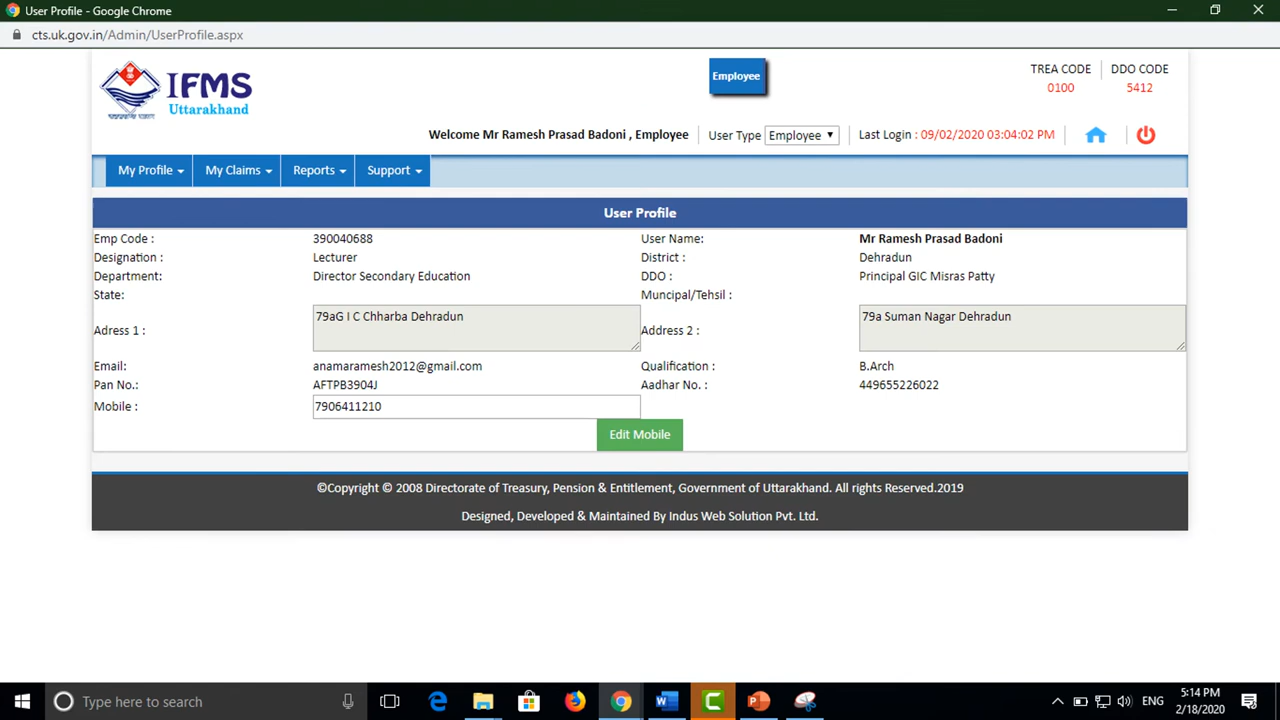 User Profile - Google Chrome
cts.uk.gov.in/Admin/UserProfile.aspx
IFMS
Uttarakhand
Employee
TREA CODE
0100
DDO CODE
5412
Welcome Mr Ramesh Prasad Badoni , Employee
User Type Employee
Last Login : 09/02/2020 03:04:02 PM
My Profile
My Claims
Reports
Support
User Profile
Emp Code : 390040688 User Name: Mr Ramesh Prasad Badoni
Designation : Lecturer District : Dehradun
Department: Director Secondary Education DDO : Principal GIC Misras Patty
State: Muncipal/Tehsil :
Adress 1 : 79aG I C Chharba Dehradun Address 2 : 79a Suman Nagar Dehradun
Email: anamaramesh2012@gmail.com Qualification : B.Arch
Pan No.: AFTPB3904J Aadhar No. : 449655226022
Mobile : 7906411210
Edit Mobile
©Copyright © 2008 Directorate of Treasury, Pension & Entitlement, Government of Uttarakhand. All rights Reserved.2019
Designed, Developed & Maintained By Indus Web Solution Pvt. Ltd.
Type here to search
ENG
5:14 PM
2/18/2020